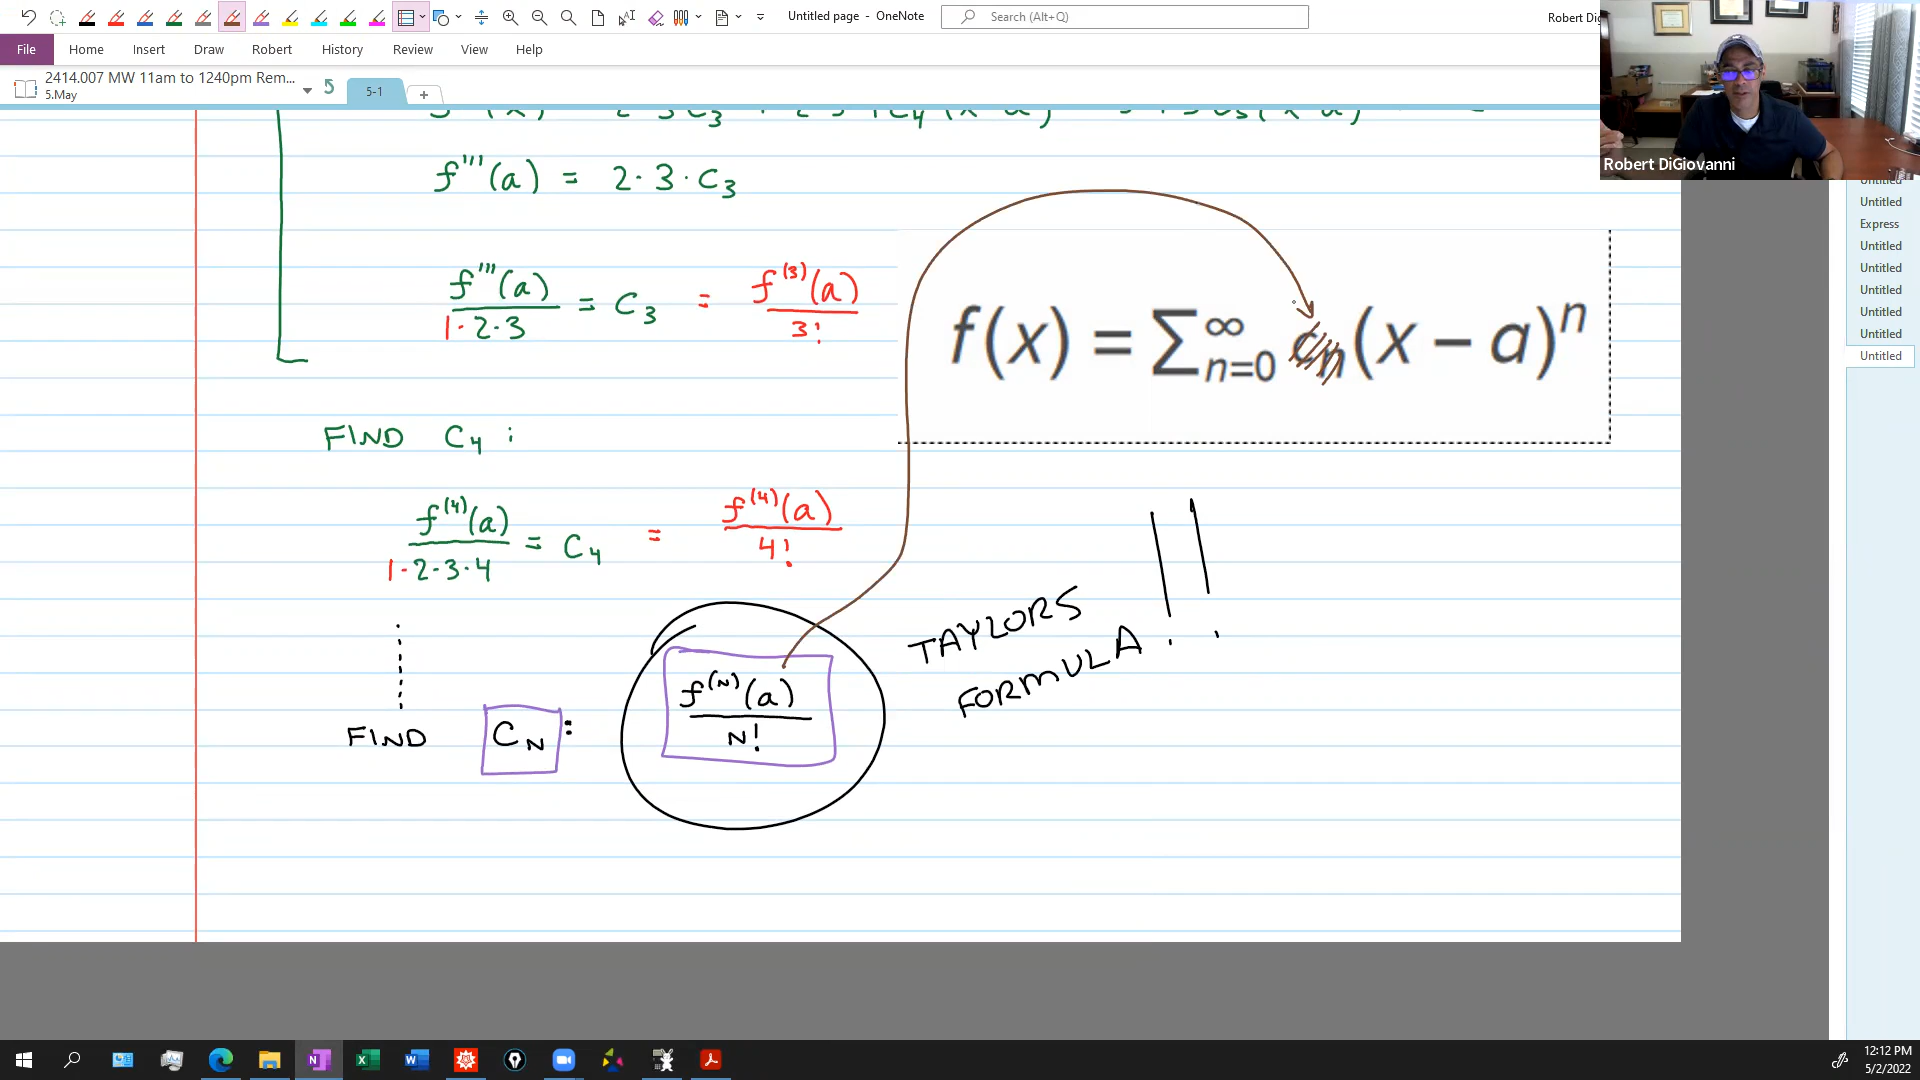 Untitled page - OneNote
Search (Alt+Q)
Robert Di
File Home Insert Draw Robert History Review View Help
2414.007 MW 11am to 1240pm Rem...
5.May
5-1
Robert DiGiovanni
f'''(a) = 2·3·C₃
f'''(a)/1·2·3 = C₃ = f⁽³⁾(a)/3!
f(x) = ∑ₙ₌₀^∞ cₙ(x – a)ⁿ
FIND C₄ :
f⁽⁴⁾(a)/1·2·3·4 = C₄ = f⁽⁴⁾(a)/4!
TAYLORS
FORMULA !!
FIND C_N : f⁽ᴺ⁾(a)/N!
Untitled
Untitled
Express
Untitled
Untitled
Untitled
Untitled
Untitled
Untitled
12:12 PM
5/2/2022